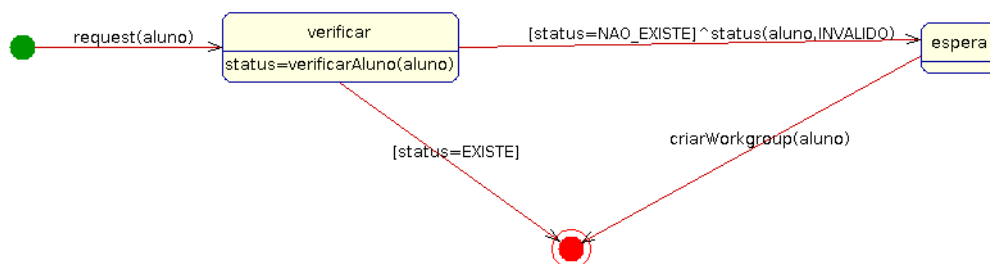 request(aluno)
verificar
status=verificarAluno(aluno)
[status=NAO_EXISTE]^status(aluno,INVALIDO)
espera
[status=EXISTE]
criarWorkgroup(aluno)